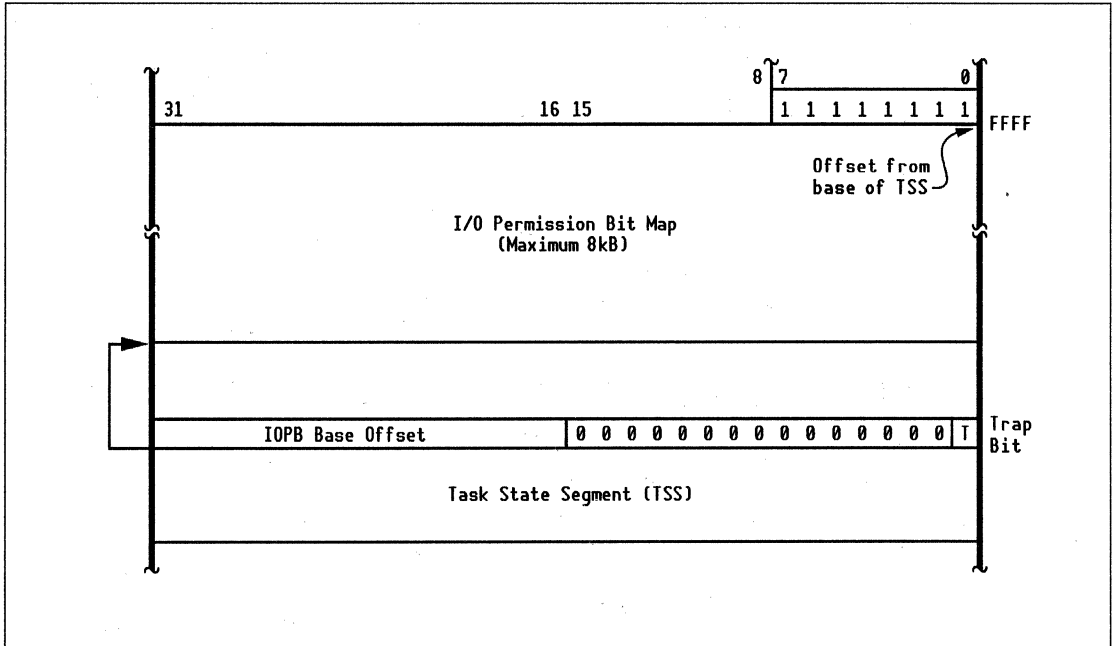 8 7 0
31 16 15 1 1 1 1 1 1 1 1
FFFF
Offset from
base of TSS
I/O Permission Bit Map
(Maximum 8kB)
IOPB Base Offset 0 0 0 0 0 0 0 0 0 0 0 0 0 0 0 T Trap
Bit
Task State Segment (TSS)